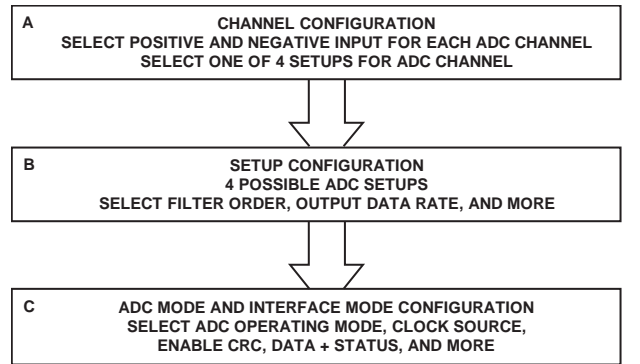 A
CHANNEL CONFIGURATION
SELECT POSITIVE AND NEGATIVE INPUT FOR EACH ADC CHANNEL
SELECT ONE OF 4 SETUPS FOR ADC CHANNEL
B
SETUP CONFIGURATION
4 POSSIBLE ADC SETUPS
SELECT FILTER ORDER, OUTPUT DATA RATE, AND MORE
C
ADC MODE AND INTERFACE MODE CONFIGURATION
SELECT ADC OPERATING MODE, CLOCK SOURCE,
ENABLE CRC, DATA + STATUS, AND MORE